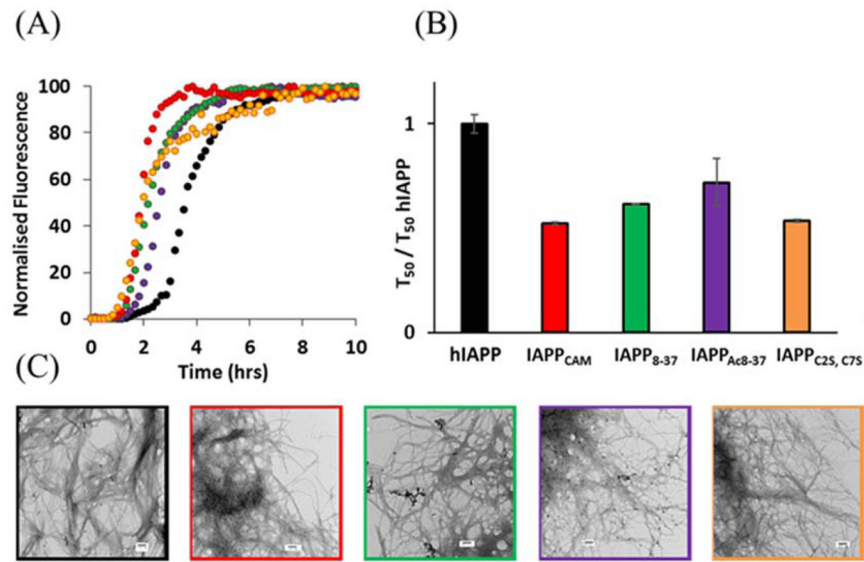 (A)
(B)
Normalised Fluorescence
100
80
60
40
20
0
0 2 4 6 8 10
Time (hrs)
T50 / T50 hIAPP
1
0
hIAPP IAPPCAM IAPP8-37 IAPPAc8-37 IAPPC2S, C7S
(C)